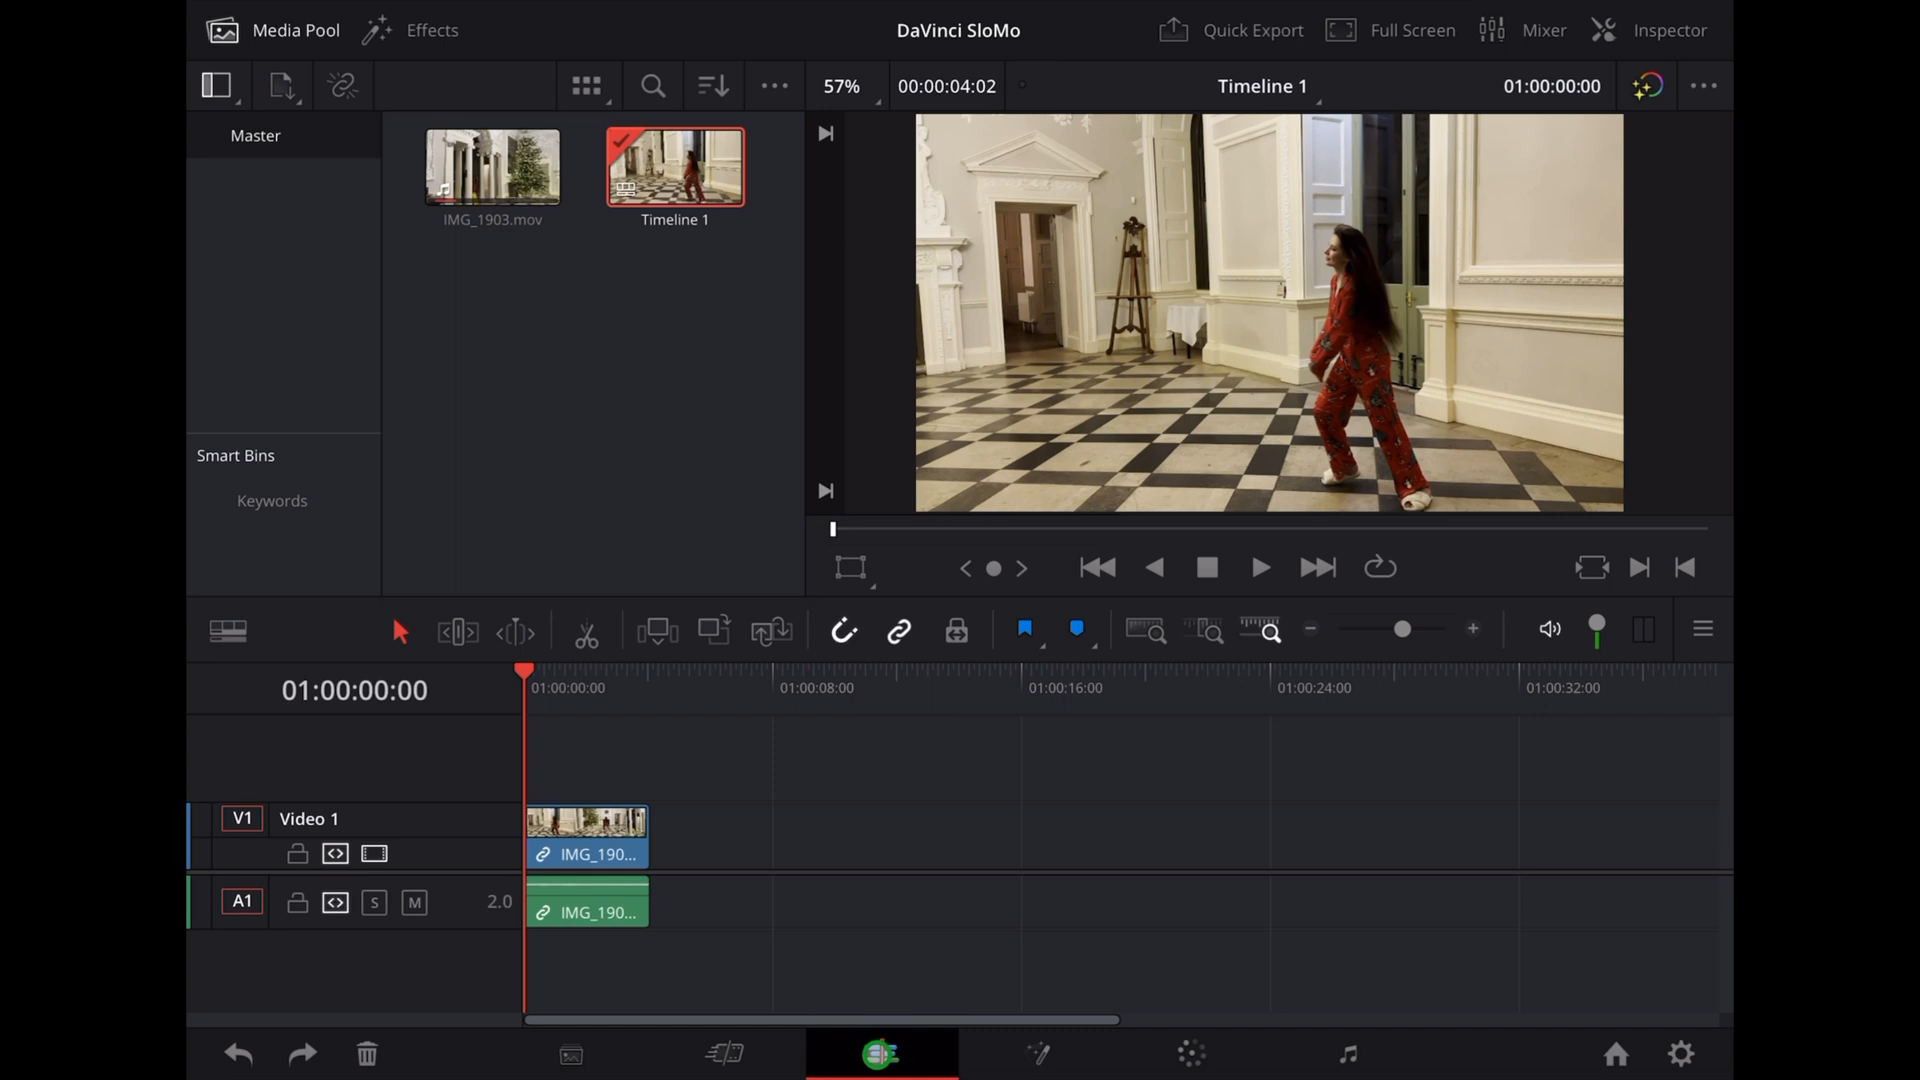 Media Pool
Effects
DaVinci SloMo
Quick Export
Full Screen
Mixer
Inspector
57%
00:00:04:02
Timeline 1
01:00:00:00
Master
IMG_1903.mov
Timeline 1
Smart Bins
Keywords
01:00:00:00
01:00:00:00
01:00:08:00
01:00:16:00
01:00:24:00
01:00:32:00
V1
Video 1
IMG_190...
A1
S
M
2.0
IMG_190...